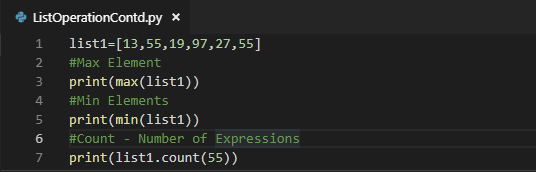 ListOperationContd.py ×
1 list1=[13,55,19,97,27,55]
2 #Max Element
3 print(max(list1))
4 #Min Elements
5 print(min(list1))
6 #Count - Number of Expressions
7 print(list1.count(55))